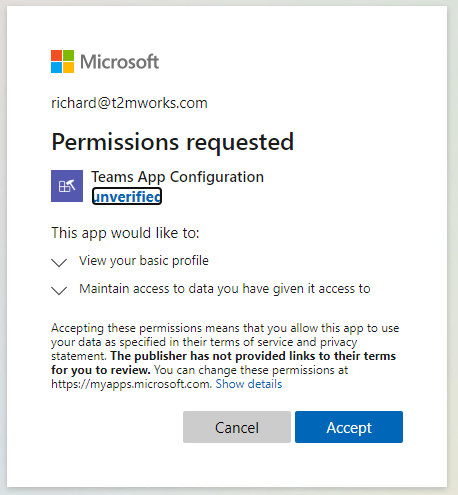 Microsoft
richard@t2mworks.com
Permissions requested
Teams App Configuration
unverified
This app would like to:
View your basic profile
Maintain access to data you have given it access to
Accepting these permissions means that you allow this app to use
your data as specified in their terms of service and privacy
statement. The publisher has not provided links to their terms
for you to review. You can change these permissions at
https://myapps.microsoft.com. Show details
Cancel
Accept